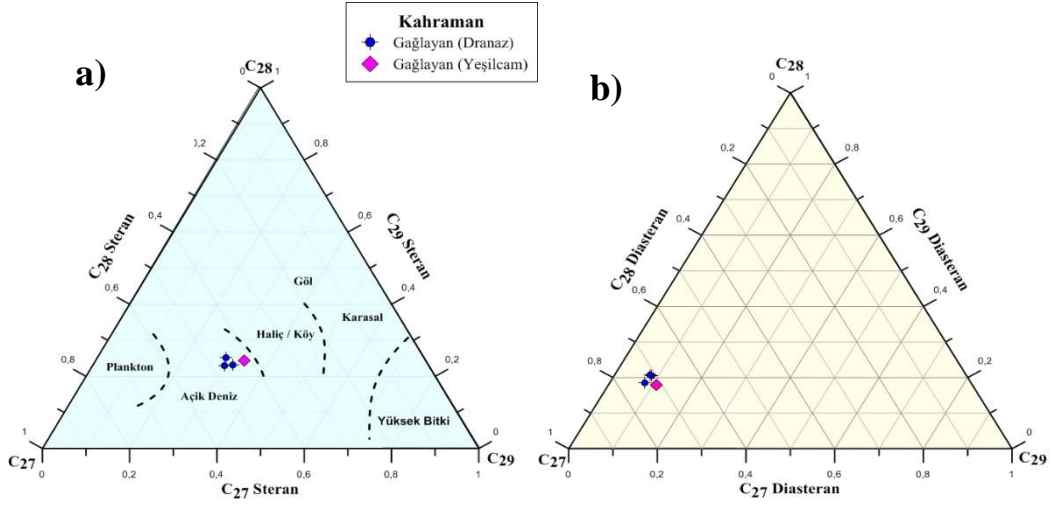 Kahraman
Gağlayan (Dranaz)
Gağlayan (Yeşilcam)
a)
C28
0
1
0,2
0,8
0,4
0,6
C28 Steran
C29 Steran
0,6
0,4
0,8
0,2
1
0
Göl
Karasal
Haliç / Köy
Plankton
Açik Deniz
Yüksek Bitki
C27
C29
0
0,2
0,4
0,6
0,8
1
C27 Steran
b)
C28
0
1
0,2
0,8
0,4
0,6
C28 Diasteran
C29 Diasteran
0,6
0,4
0,8
0,2
1
0
C27
C29
0
0,2
0,4
0,6
0,8
1
C27 Diasteran